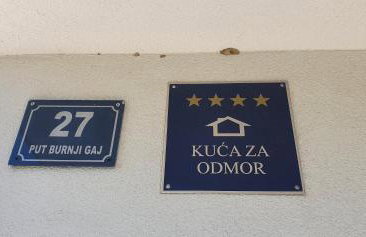 27
PUT BURNJI GAJ
KUĆA ZA
ODMOR